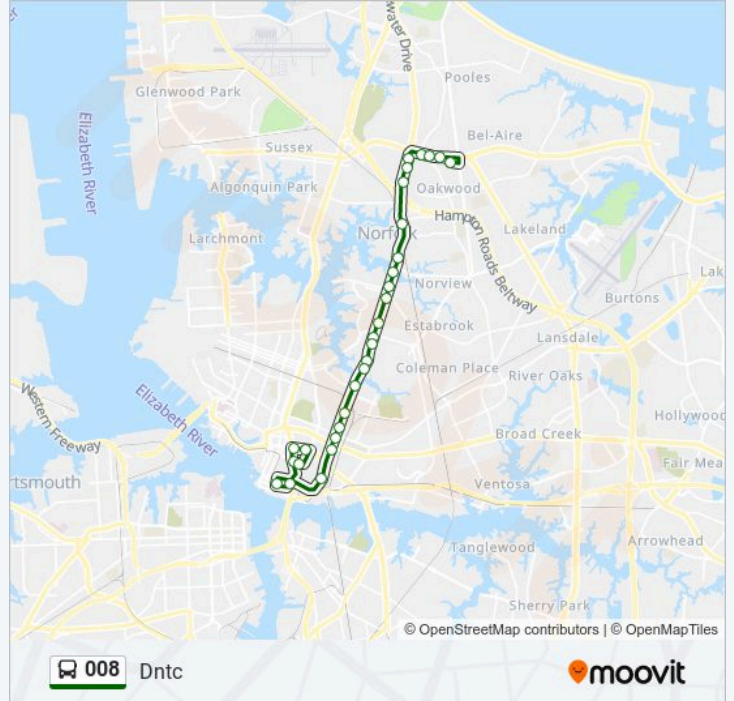 water Drive
Pooles
Glenwood Park
Elizabeth River
Bel-Aire
Sussex
Algonquin Park
Oakwood
Hampton Roads Beltway
Larchmont
Norfolk
Lakeland
Lak
Norview
Burtons
Estabrook
Lansdale
Coleman Place
River Oaks
Elizabeth River
Western Freeway
Hollywood
Broad Creek
Fair Mea
rtsmouth
Ventosa
Tanglewood
Arrowhead
Sherry Park
© OpenStreetMap contributors | © OpenMapTiles
008 Dntc
moovit